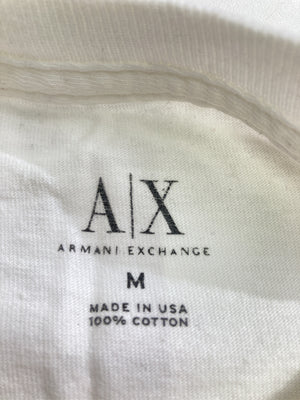 A|X
ARMANI EXCHANGE
M
MADE IN USA
100% COTTON